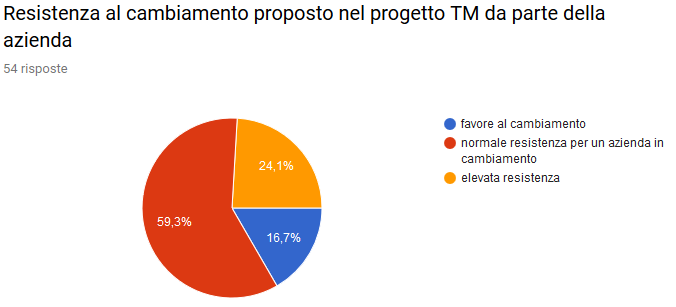 Resistenza al cambiamento proposto nel progetto TM da parte della
azienda
54 risposte
favore al cambiamento
normale resistenza per un azienda in
cambiamento
elevata resistenza
24,1%
59,3%
16,7%